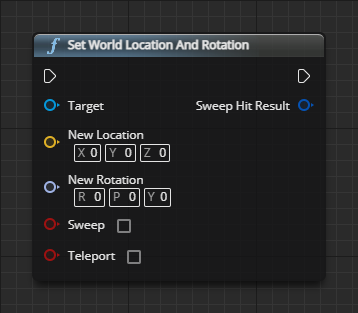 f Set World Location And Rotation
Target Sweep Hit Result
New Location
X 0 Y 0 Z 0
New Rotation
R 0 P 0 Y 0
Sweep
Teleport